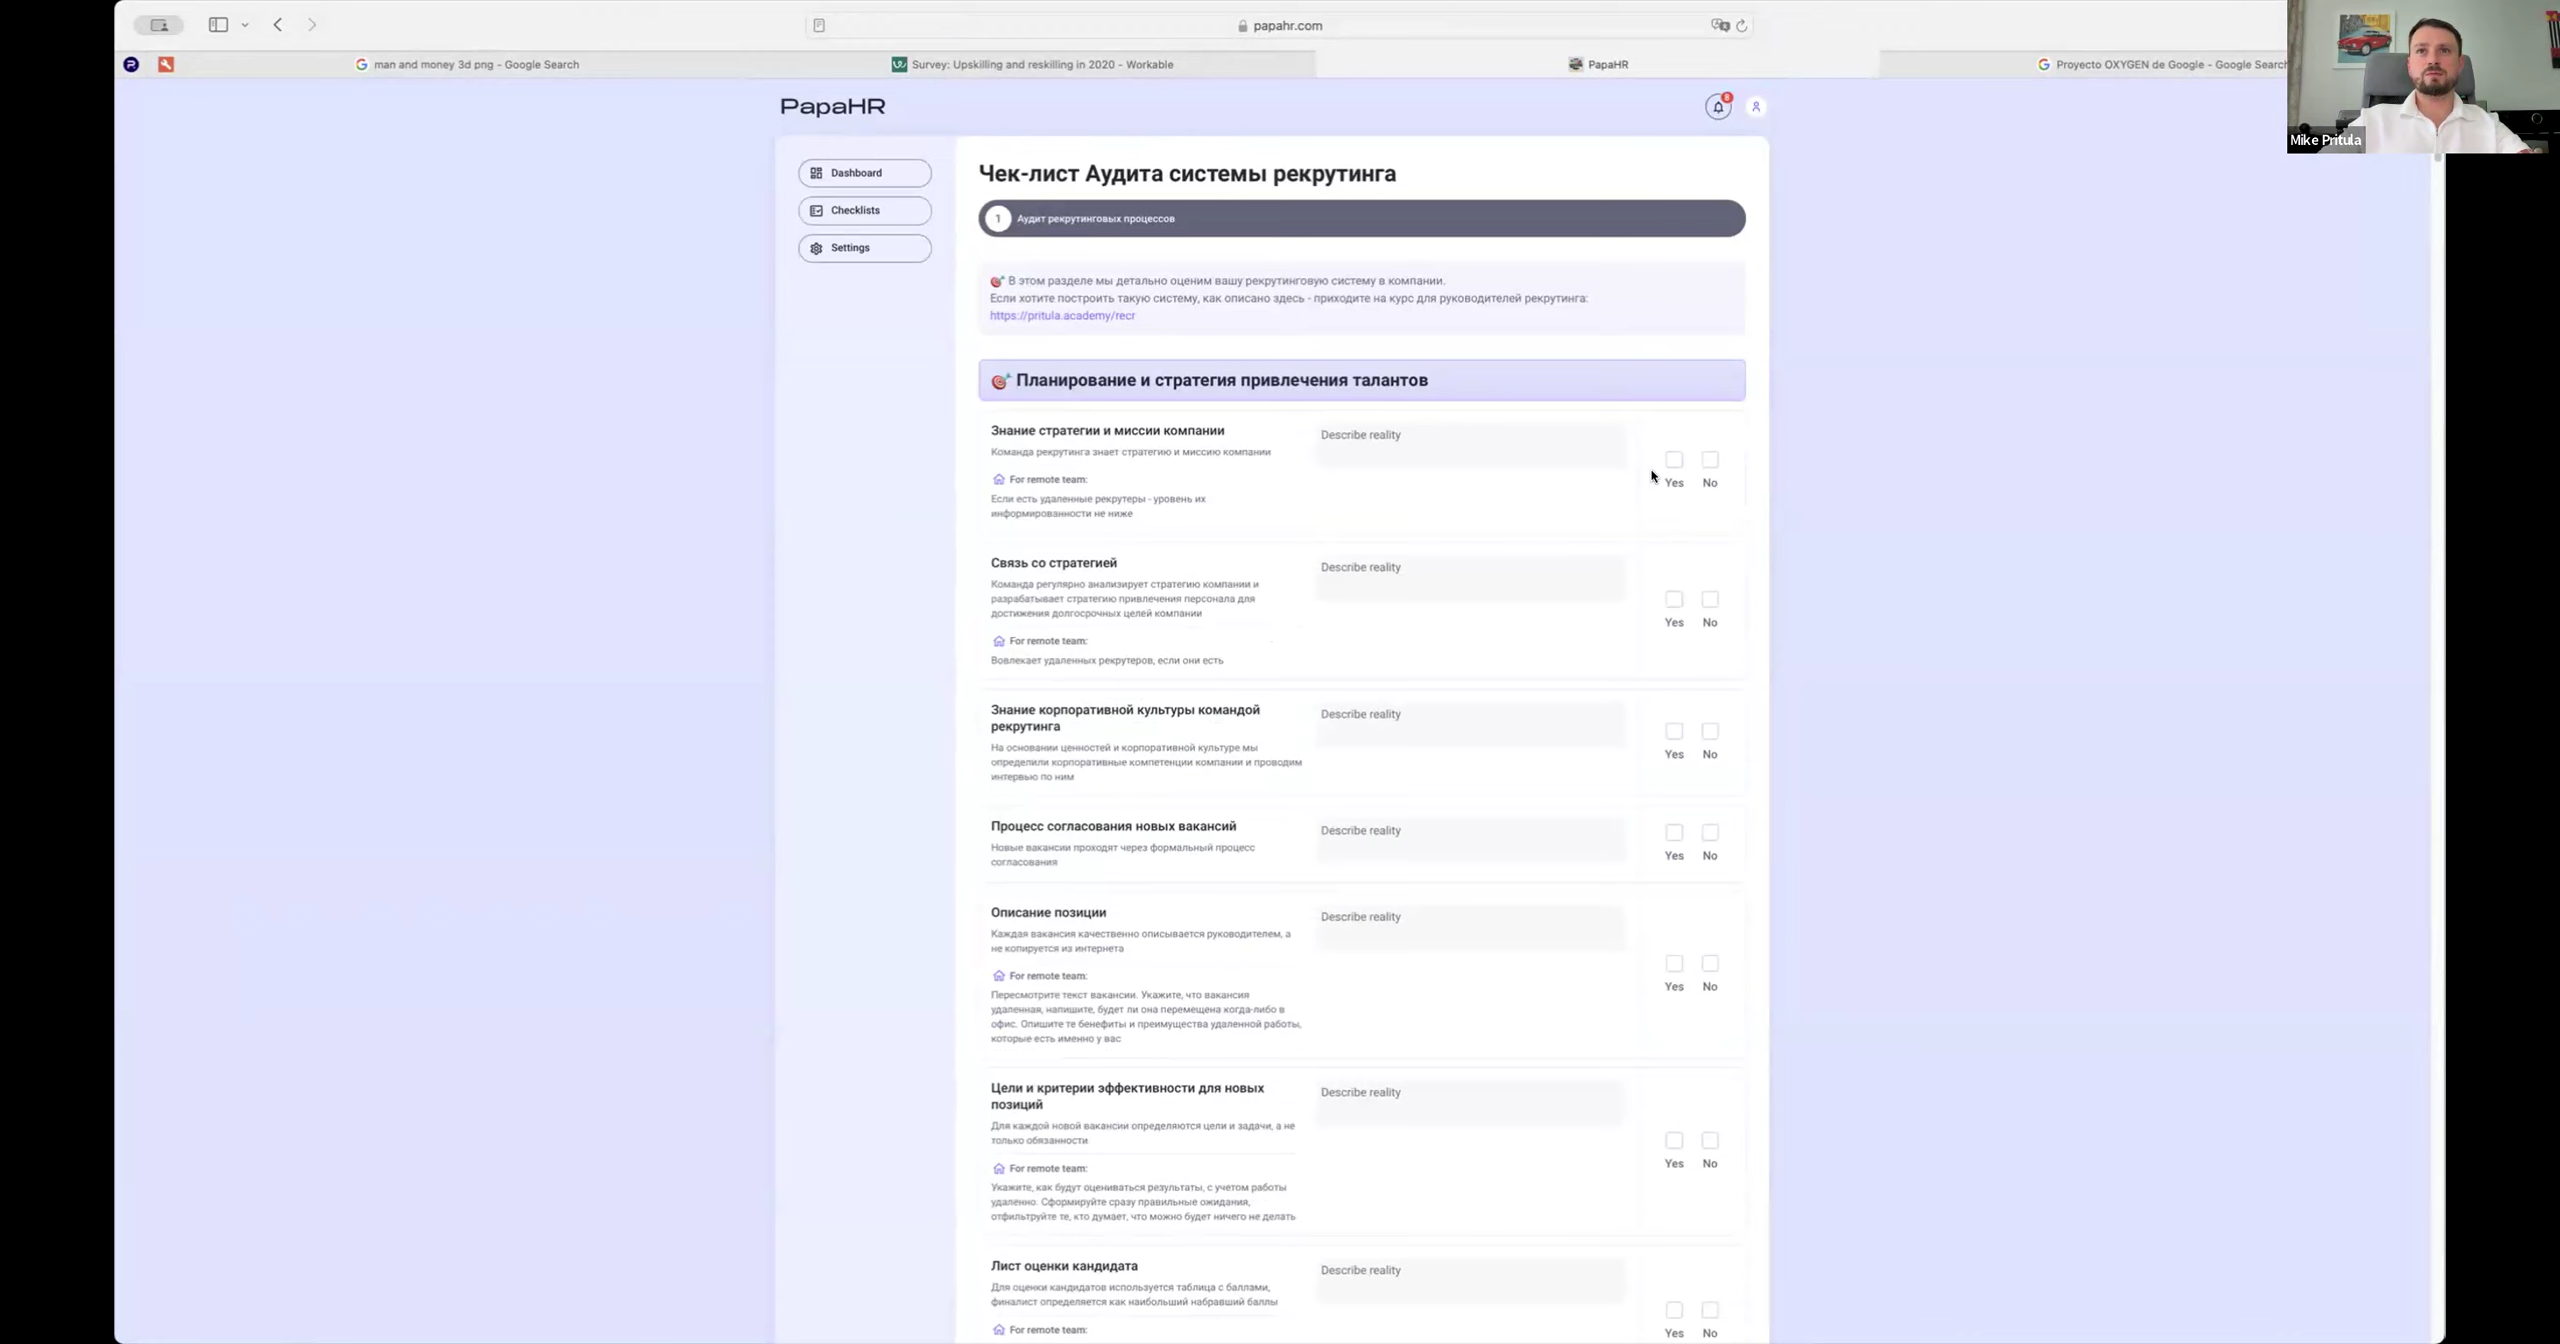 papahr.com
man and money 3d png - Google Search
Survey: Upskilling and reskilling in 2020 - Workable
PapaHR
Proyecto OXYGEN de Google - Google Search
Mike Pritula
PapaHR
8
Dashboard
Checklists
Settings
Чек-лист Аудита системы рекрутинга
1 Аудит рекрутинговых процессов
В этом разделе мы детально оценим вашу рекрутинговую систему в компании.
Если хотите построить такую систему, как описано здесь - приходите на курс для руководителей рекрутинга:
https://pritula.academy/recr
Планирование и стратегия привлечения талантов
Знание стратегии и миссии компании
Команда рекрутинга знает стратегию и миссию компании
For remote team:
Если есть удаленные рекрутеры - уровень их
информированности не ниже
Describe reality
Yes No
Связь со стратегией
Команда регулярно анализирует стратегию компании и
разрабатывает стратегию привлечения персонала для
достижения долгосрочных целей компании
For remote team:
Вовлекает удаленных рекрутеров, если они есть
Describe reality
Yes No
Знание корпоративной культуры командой
рекрутинга
На основании ценностей и корпоративной культуре мы
определили корпоративные компетенции компании и проводим
интервью по ним
Describe reality
Yes No
Процесс согласования новых вакансий
Новые вакансии проходят через формальный процесс
согласования
Describe reality
Yes No
Описание позиции
Каждая вакансия качественно описывается руководителем, а
не копируется из интернета
For remote team:
Пересмотрите текст вакансии. Укажите, что вакансия
удаленная, напишите, будет ли она перемещена когда-либо в
офис. Опишите те бенефиты и преимущества удаленной работы,
которые есть именно у вас
Describe reality
Yes No
Цели и критерии эффективности для новых
позиций
Для каждой новой вакансии определяются цели и задачи, а не
только обязанности
For remote team:
Укажите, как будут оцениваться результаты, с учетом работы
удаленно. Сформируйте сразу правильные ожидания,
отфильтруйте те, кто думает, что можно будет ничего не делать
Describe reality
Yes No
Лист оценки кандидата
Для оценки кандидатов используется таблица с баллами,
финалист определяется как наибольший набравший баллы
For remote team:
Describe reality
Yes No